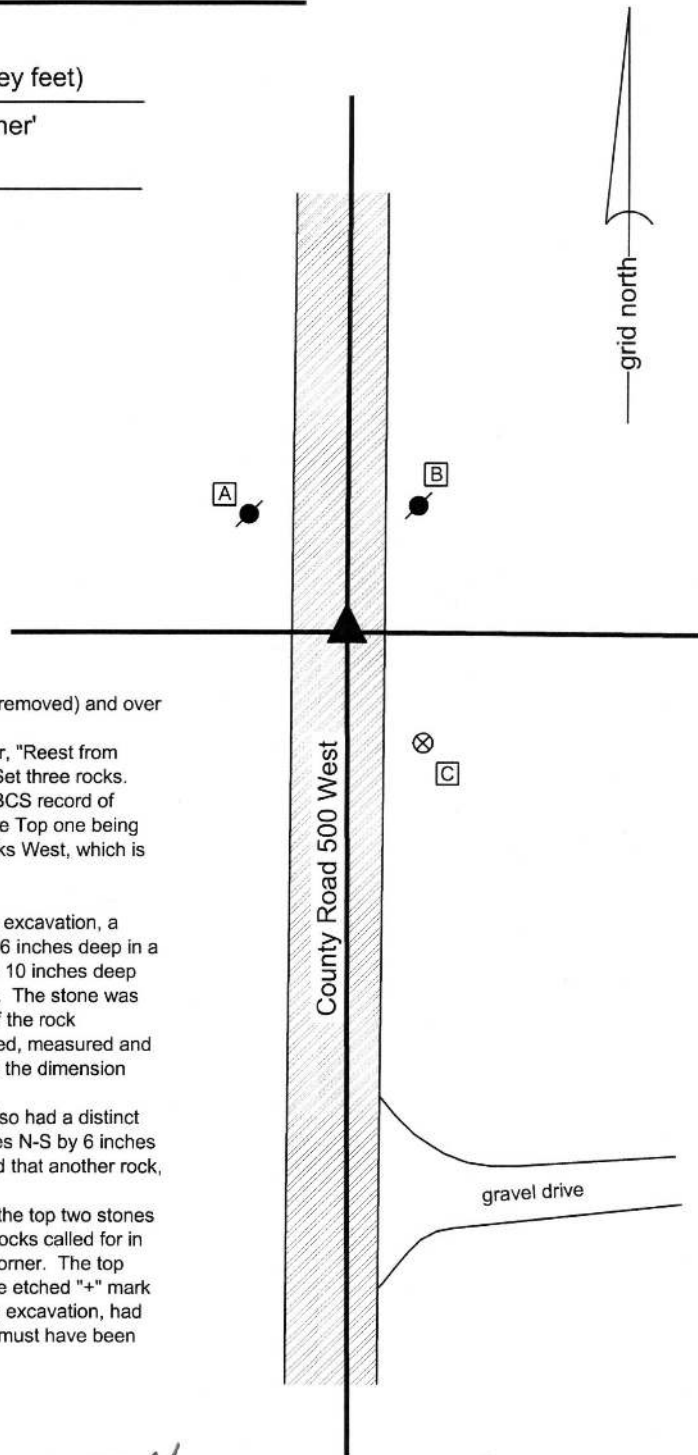 ey feet)
ner'
grid north
A
B
C
removed) and over
r, "Reest from
Set three rocks.
BCS record of
e Top one being
ks West, which is
excavation, a
6 inches deep in a
10 inches deep
. The stone was
f the rock
ed, measured and
the dimension
so had a distinct
es N-S by 6 inches
d that another rock,
the top two stones
ocks called for in
orner. The top
e etched "+" mark
excavation, had
must have been
County Road 500 West
gravel drive